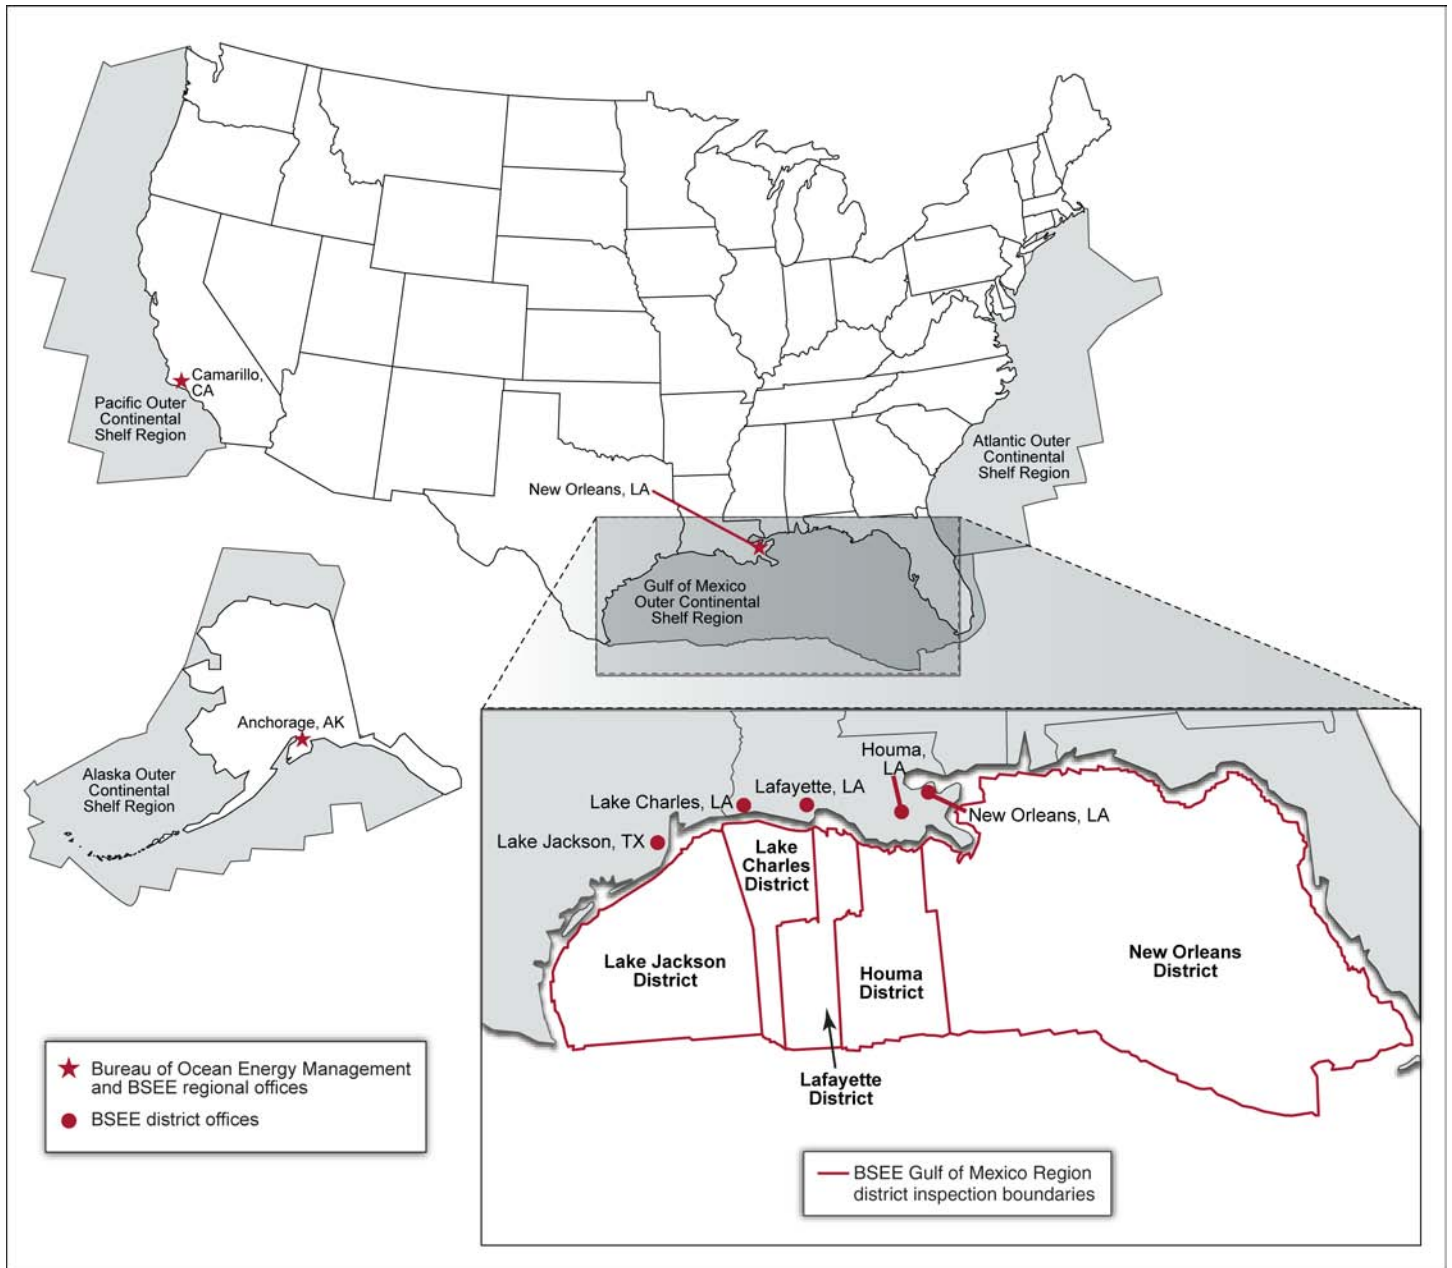 Camarillo,
CA
Pacific Outer
Continental
Shelf Region
Atlantic Outer
Continental
Shelf Region
New Orleans, LA
Gulf of Mexico
Outer Continental
Shelf Region
Anchorage, AK
Alaska Outer
Continental
Shelf Region
Houma,
LA
Lafayette, LA
Lake Charles, LA
New Orleans, LA
Lake Jackson, TX
Lake
Charles
District
Lake Jackson
District
Houma
District
New Orleans
District
Lafayette
District
Bureau of Ocean Energy Management
and BSEE regional offices
BSEE district offices
BSEE Gulf of Mexico Region
district inspection boundaries